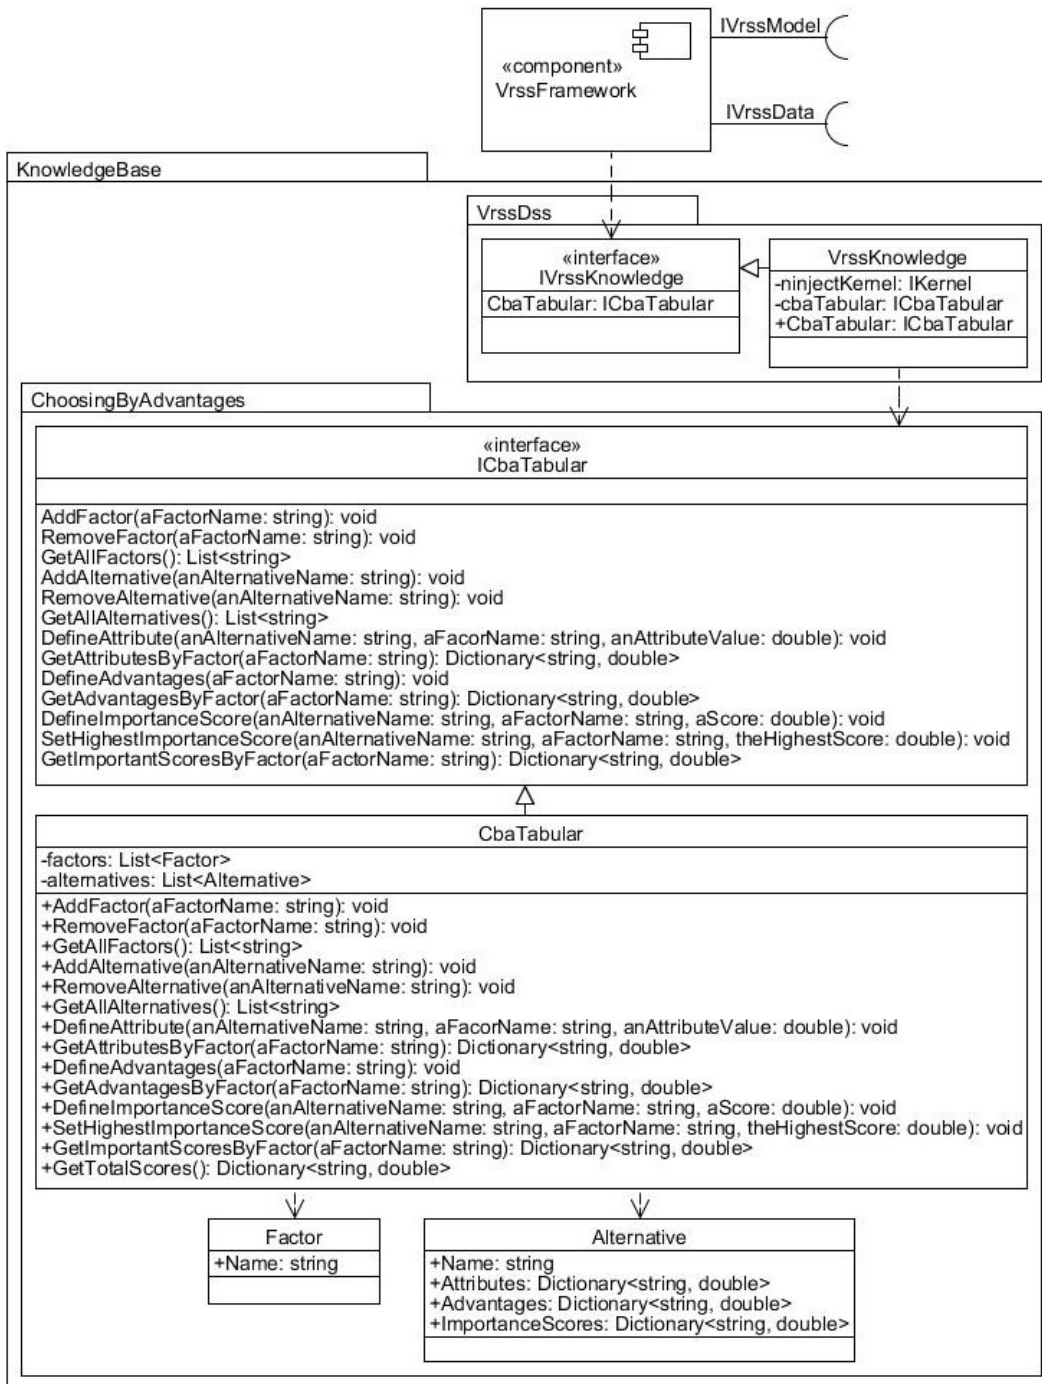 IVrssModel
«component»
VrssFramework
IVrssData
KnowledgeBase
VrssDss
«interface»
IVrssKnowledge
CbaTabular: ICbaTabular
VrssKnowledge
-ninjectKernel: IKernel
-cbaTabular: ICbaTabular
+CbaTabular: ICbaTabular
ChoosingByAdvantages
«interface»
ICbaTabular
AddFactor(aFactorName: string): void
RemoveFactor(aFactorName: string): void
GetAllFactors(): List<string>
AddAlternative(anAlternativeName: string): void
RemoveAlternative(anAlternativeName: string): void
GetAllAlternatives(): List<string>
DefineAttribute(anAlternativeName: string, aFacorName: string, anAttributeValue: double): void
GetAttributesByFactor(aFactorName: string): Dictionary<string, double>
DefineAdvantages(aFactorName: string): void
GetAdvantagesByFactor(aFactorName: string): Dictionary<string, double>
DefineImportanceScore(anAlternativeName: string, aFactorName: string, aScore: double): void
SetHighestImportanceScore(anAlternativeName: string, aFactorName: string, theHighestScore: double): void
GetImportantScoresByFactor(aFactorName: string): Dictionary<string, double>
CbaTabular
-factors: List<Factor>
-alternatives: List<Alternative>
+AddFactor(aFactorName: string): void
+RemoveFactor(aFactorName: string): void
+GetAllFactors(): List<string>
+AddAlternative(anAlternativeName: string): void
+RemoveAlternative(anAlternativeName: string): void
+GetAllAlternatives(): List<string>
+DefineAttribute(anAlternativeName: string, aFacorName: string, anAttributeValue: double): void
+GetAttributesByFactor(aFactorName: string): Dictionary<string, double>
+DefineAdvantages(aFactorName: string): void
+GetAdvantagesByFactor(aFactorName: string): Dictionary<string, double>
+DefineImportanceScore(anAlternativeName: string, aFactorName: string, aScore: double): void
+SetHighestImportanceScore(anAlternativeName: string, aFactorName: string, theHighestScore: double): void
+GetImportantScoresByFactor(aFactorName: string): Dictionary<string, double>
+GetTotalScores(): Dictionary<string, double>
Factor
+Name: string
Alternative
+Name: string
+Attributes: Dictionary<string, double>
+Advantages: Dictionary<string, double>
+ImportanceScores: Dictionary<string, double>